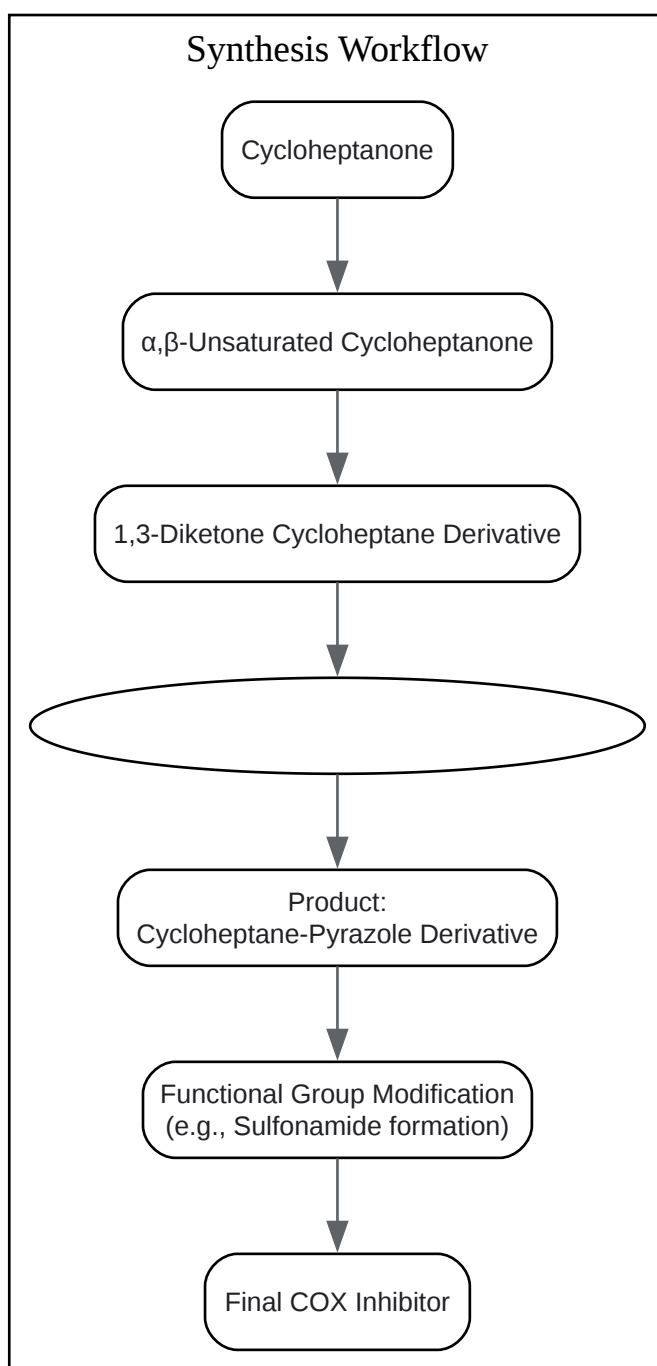 Synthesis Workflow
Cycloheptanone
α,β-Unsaturated Cycloheptanone
1,3-Diketone Cycloheptane Derivative
Product:
Cycloheptane-Pyrazole Derivative
Functional Group Modification
(e.g., Sulfonamide formation)
Final COX Inhibitor